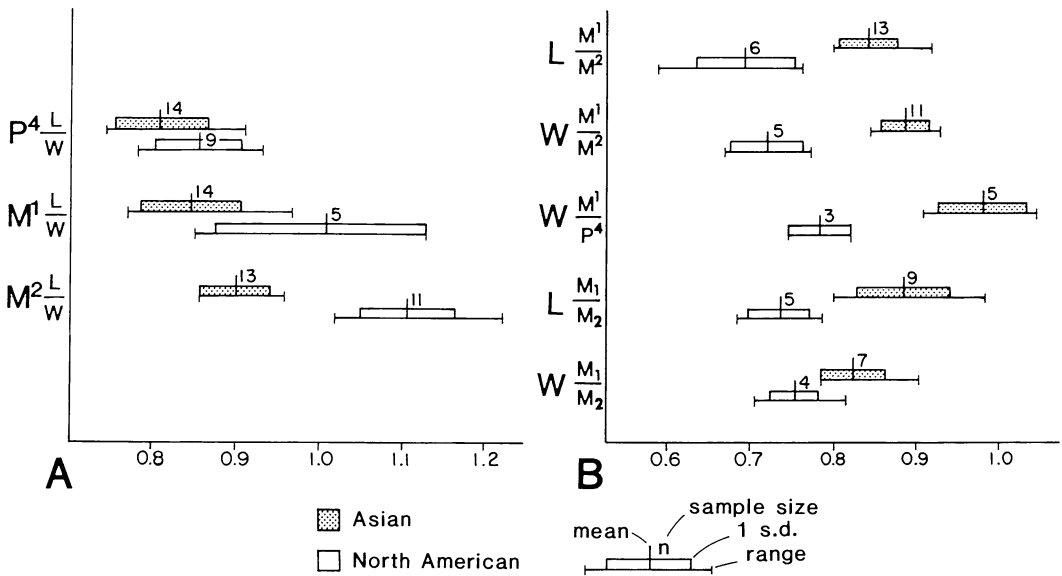 14
P⁴ L/W
9
14
M¹ L/W
5
13
M² L/W
11
0.8 0.9 1.0 1.1 1.2
A
13
L M¹/M²
6
11
W M¹/M²
5
5
W M¹/P⁴
3
9
L M₁/M₂
5
7
W M₁/M₂
4
0.6 0.7 0.8 0.9 1.0
B
Asian
North American
sample size
mean n 1 s.d.
range